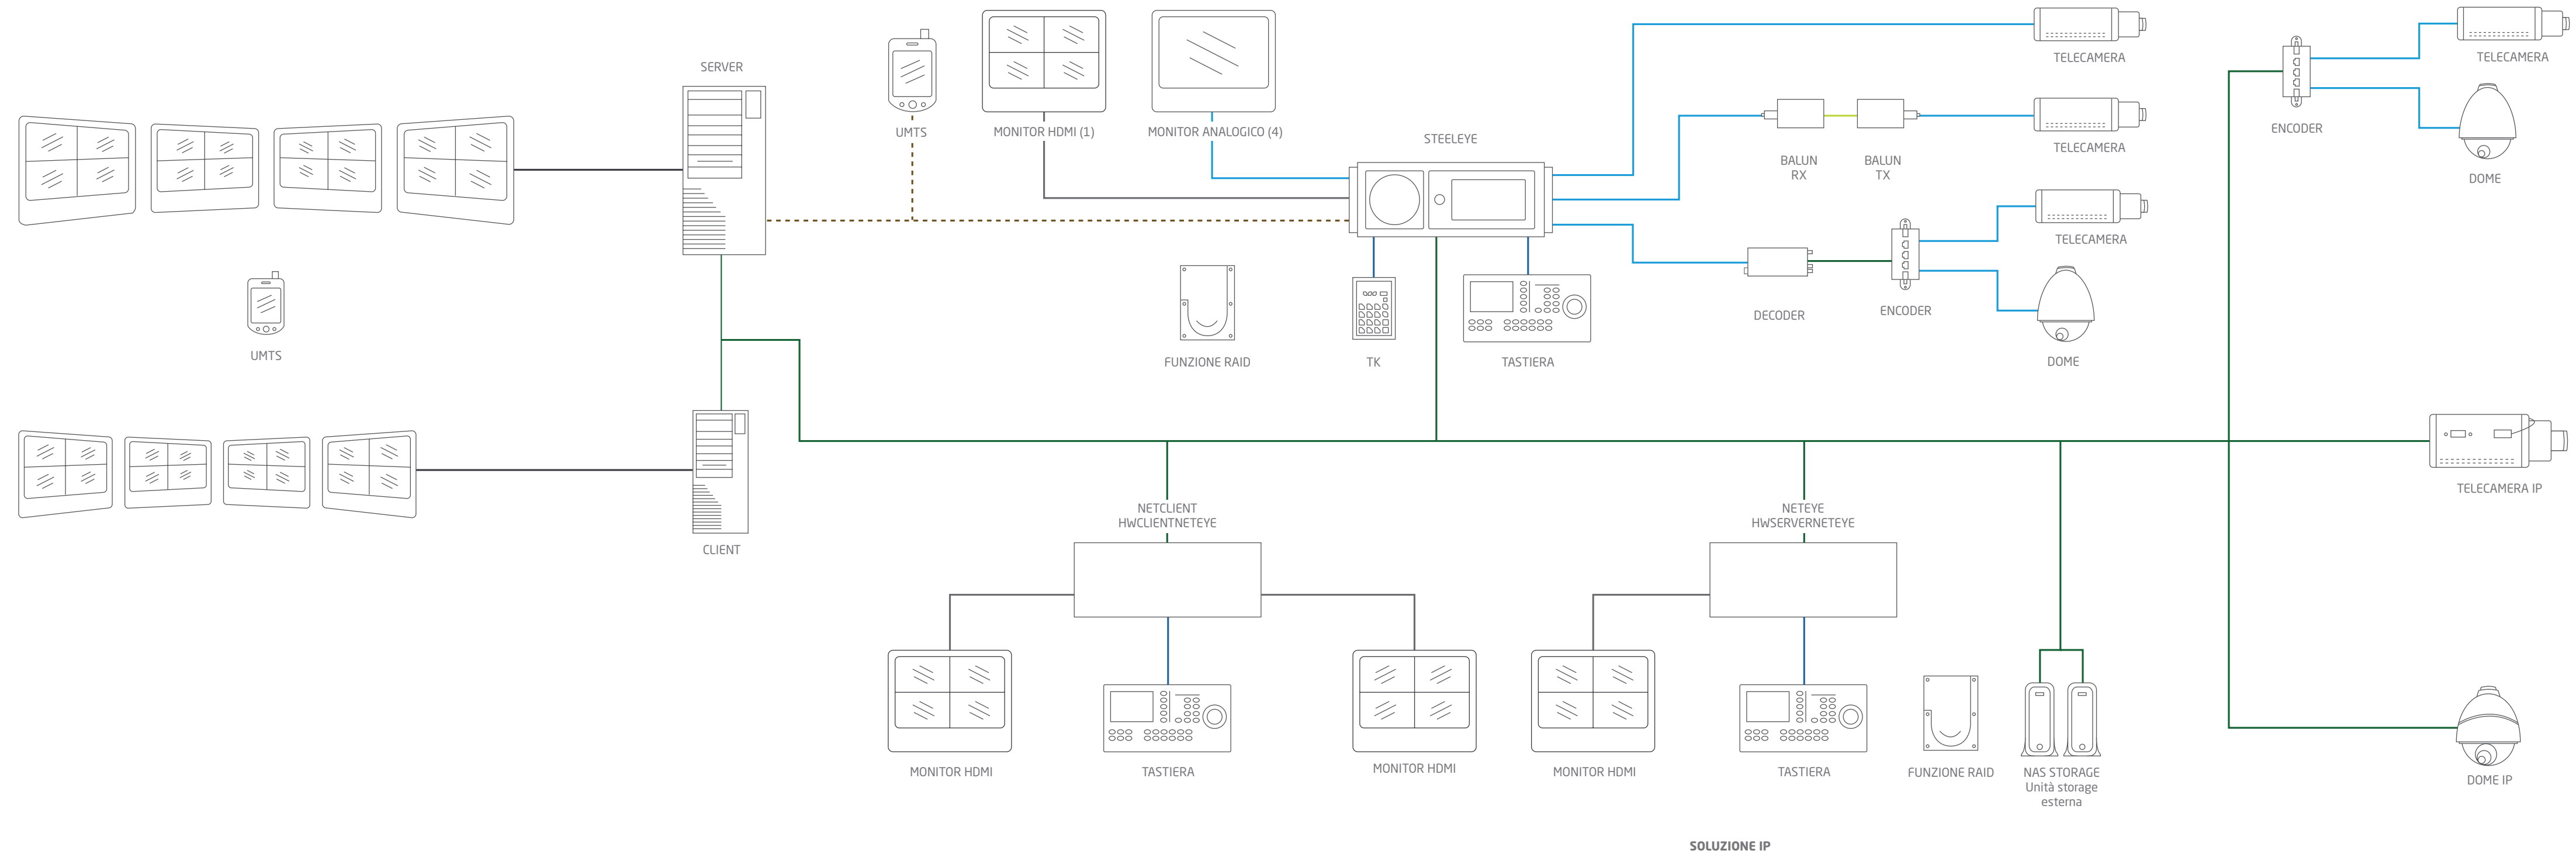 SERVER
UMTS
MONITOR HDMI (1)
MONITOR ANALOGICO (4)
STEELEYE
TELECAMERA
TELECAMERA
ENCODER
BALUN
RX
BALUN
TX
TELECAMERA
DOME
TELECAMERA
UMTS
FUNZIONE RAID
TK
TASTIERA
DECODER
ENCODER
DOME
TELECAMERA IP
CLIENT
NETCLIENT
HWCLIENTNETEYE
NETEYE
HWSERVERNETEYE
MONITOR HDMI
TASTIERA
MONITOR HDMI
MONITOR HDMI
TASTIERA
FUNZIONE RAID
NAS STORAGE
Unità storage
esterna
DOME IP
SOLUZIONE IP